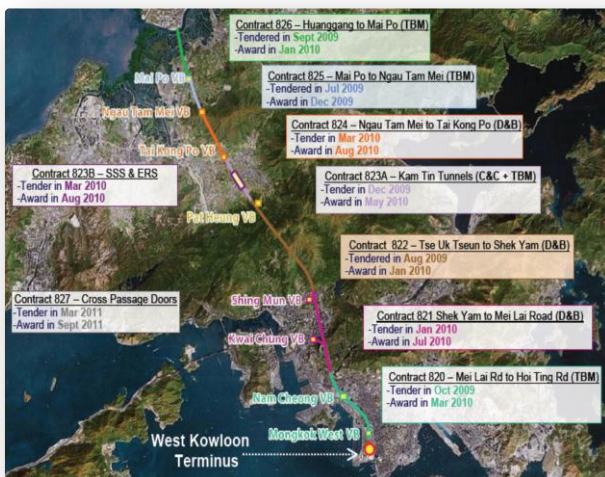 Contract 826 – Huanggang to Mai Po (TBM)
-Tendered in Sept 2009
-Award in Jan 2010
Mai Po VB
Contract 825 – Mai Po to Ngau Tam Mei (TBM)
-Tendered in Jul 2009
-Award in Dec 2009
Ngau Tam Mei VB
Contract 824 – Ngau Tam Mei to Tai Kong Po (D&B)
-Tender in Mar 2010
-Award in Aug 2010
Tai Kong Po VB
Contract 823B – SSS & ERS
-Tender in Mar 2010
-Award in Aug 2010
Contract 823A – Kam Tin Tunnels (C&C + TBM)
-Tender in Dec 2009
-Award in May 2010
Pat Heung VB
Contract 822 – Tse Uk Tseun to Shek Yam (D&B)
-Tendered in Aug 2009
-Award in Jan 2010
Shing Mun VB
Contract 827 – Cross Passage Doors
-Tender in Mar 2011
-Award in Sept 2011
Contract 821 Shek Yam to Mei Lai Road (D&B)
-Tender in Jan 2010
-Award in Jul 2010
Kwai Chung VB
Contract 820 – Mei Lai Rd to Hoi Ting Rd (TBM)
-Tender in Oct 2009
-Award in Mar 2010
Nam Cheong VB
Mongkok West VB
West Kowloon
Terminus